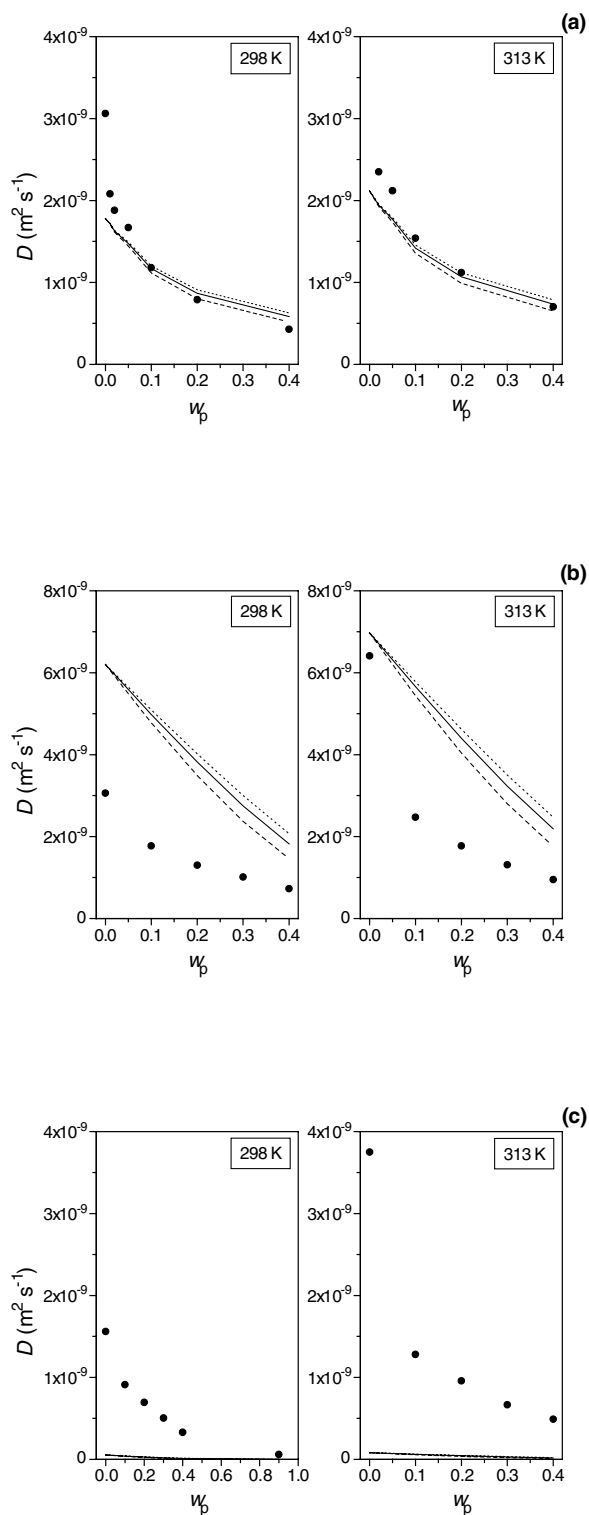 (a)
298 K
313 K
4x10⁻⁹
3x10⁻⁹
2x10⁻⁹
1x10⁻⁹
0
D (m² s⁻¹)
0.0 0.1 0.2 0.3 0.4
wₚ
4x10⁻⁹
3x10⁻⁹
2x10⁻⁹
1x10⁻⁹
0
0.0 0.1 0.2 0.3 0.4
wₚ
(b)
298 K
313 K
8x10⁻⁹
6x10⁻⁹
4x10⁻⁹
2x10⁻⁹
0
D (m² s⁻¹)
0.0 0.1 0.2 0.3 0.4
wₚ
8x10⁻⁹
6x10⁻⁹
4x10⁻⁹
2x10⁻⁹
0
0.0 0.1 0.2 0.3 0.4
wₚ
(c)
298 K
313 K
4x10⁻⁹
3x10⁻⁹
2x10⁻⁹
1x10⁻⁹
0
D (m² s⁻¹)
0.0 0.2 0.4 0.6 0.8 1.0
wₚ
4x10⁻⁹
3x10⁻⁹
2x10⁻⁹
1x10⁻⁹
0
0.0 0.1 0.2 0.3 0.4
wₚ